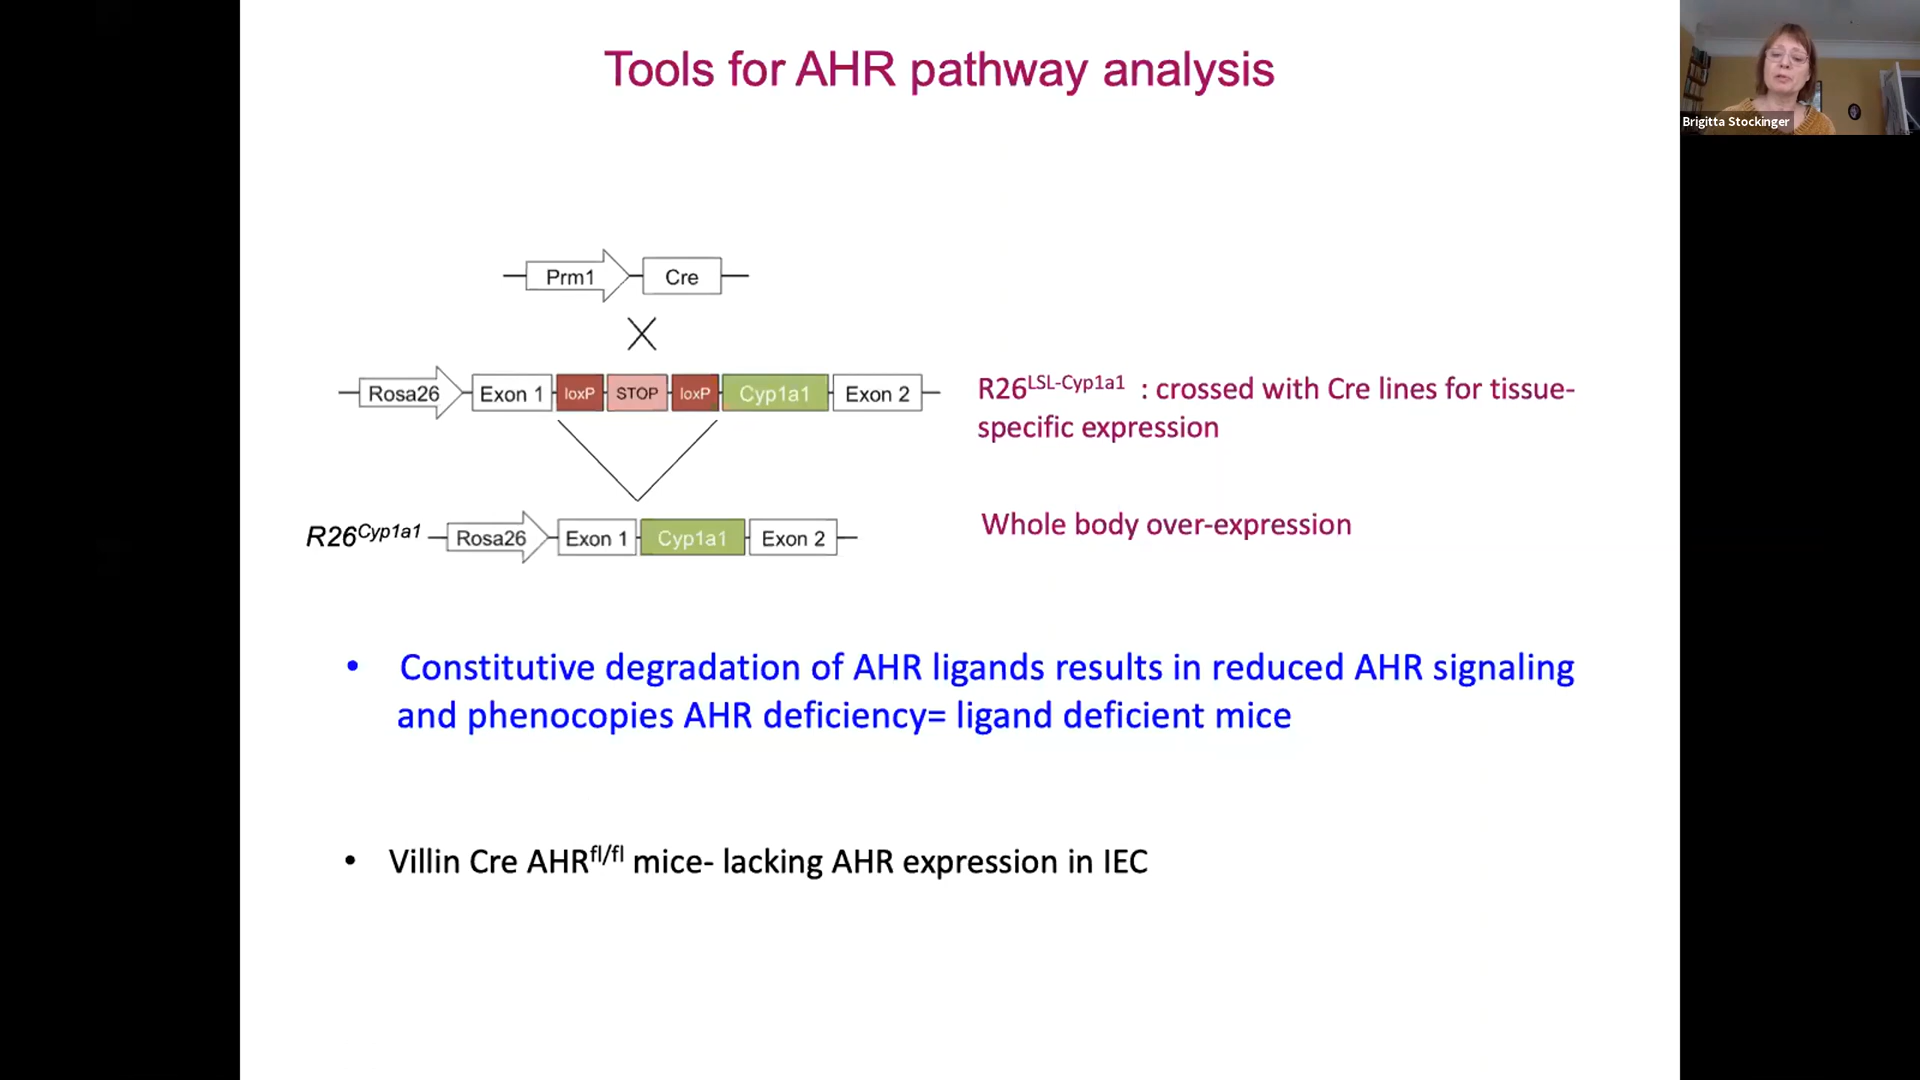 Tools for AHR pathway analysis
Brigitta Stockinger
Prm1 Cre
X
Rosa26 Exon 1 loxP STOP loxP Cyp1a1 Exon 2
R26LSL-Cyp1a1 : crossed with Cre lines for tissue-
specific expression
R26Cyp1a1 Rosa26 Exon 1 Cyp1a1 Exon 2
Whole body over-expression
• Constitutive degradation of AHR ligands results in reduced AHR signaling
and phenocopies AHR deficiency= ligand deficient mice
• Villin Cre AHRfl/fl mice- lacking AHR expression in IEC